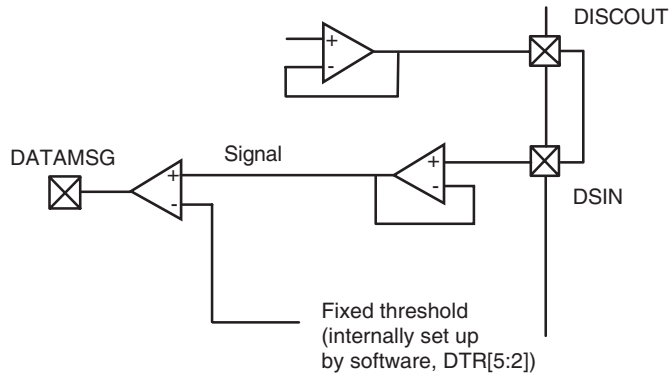 DISCOUT
+
-
DATAMSG
Signal
+
-
+
-
DSIN
Fixed threshold
(internally set up
by software, DTR[5:2])